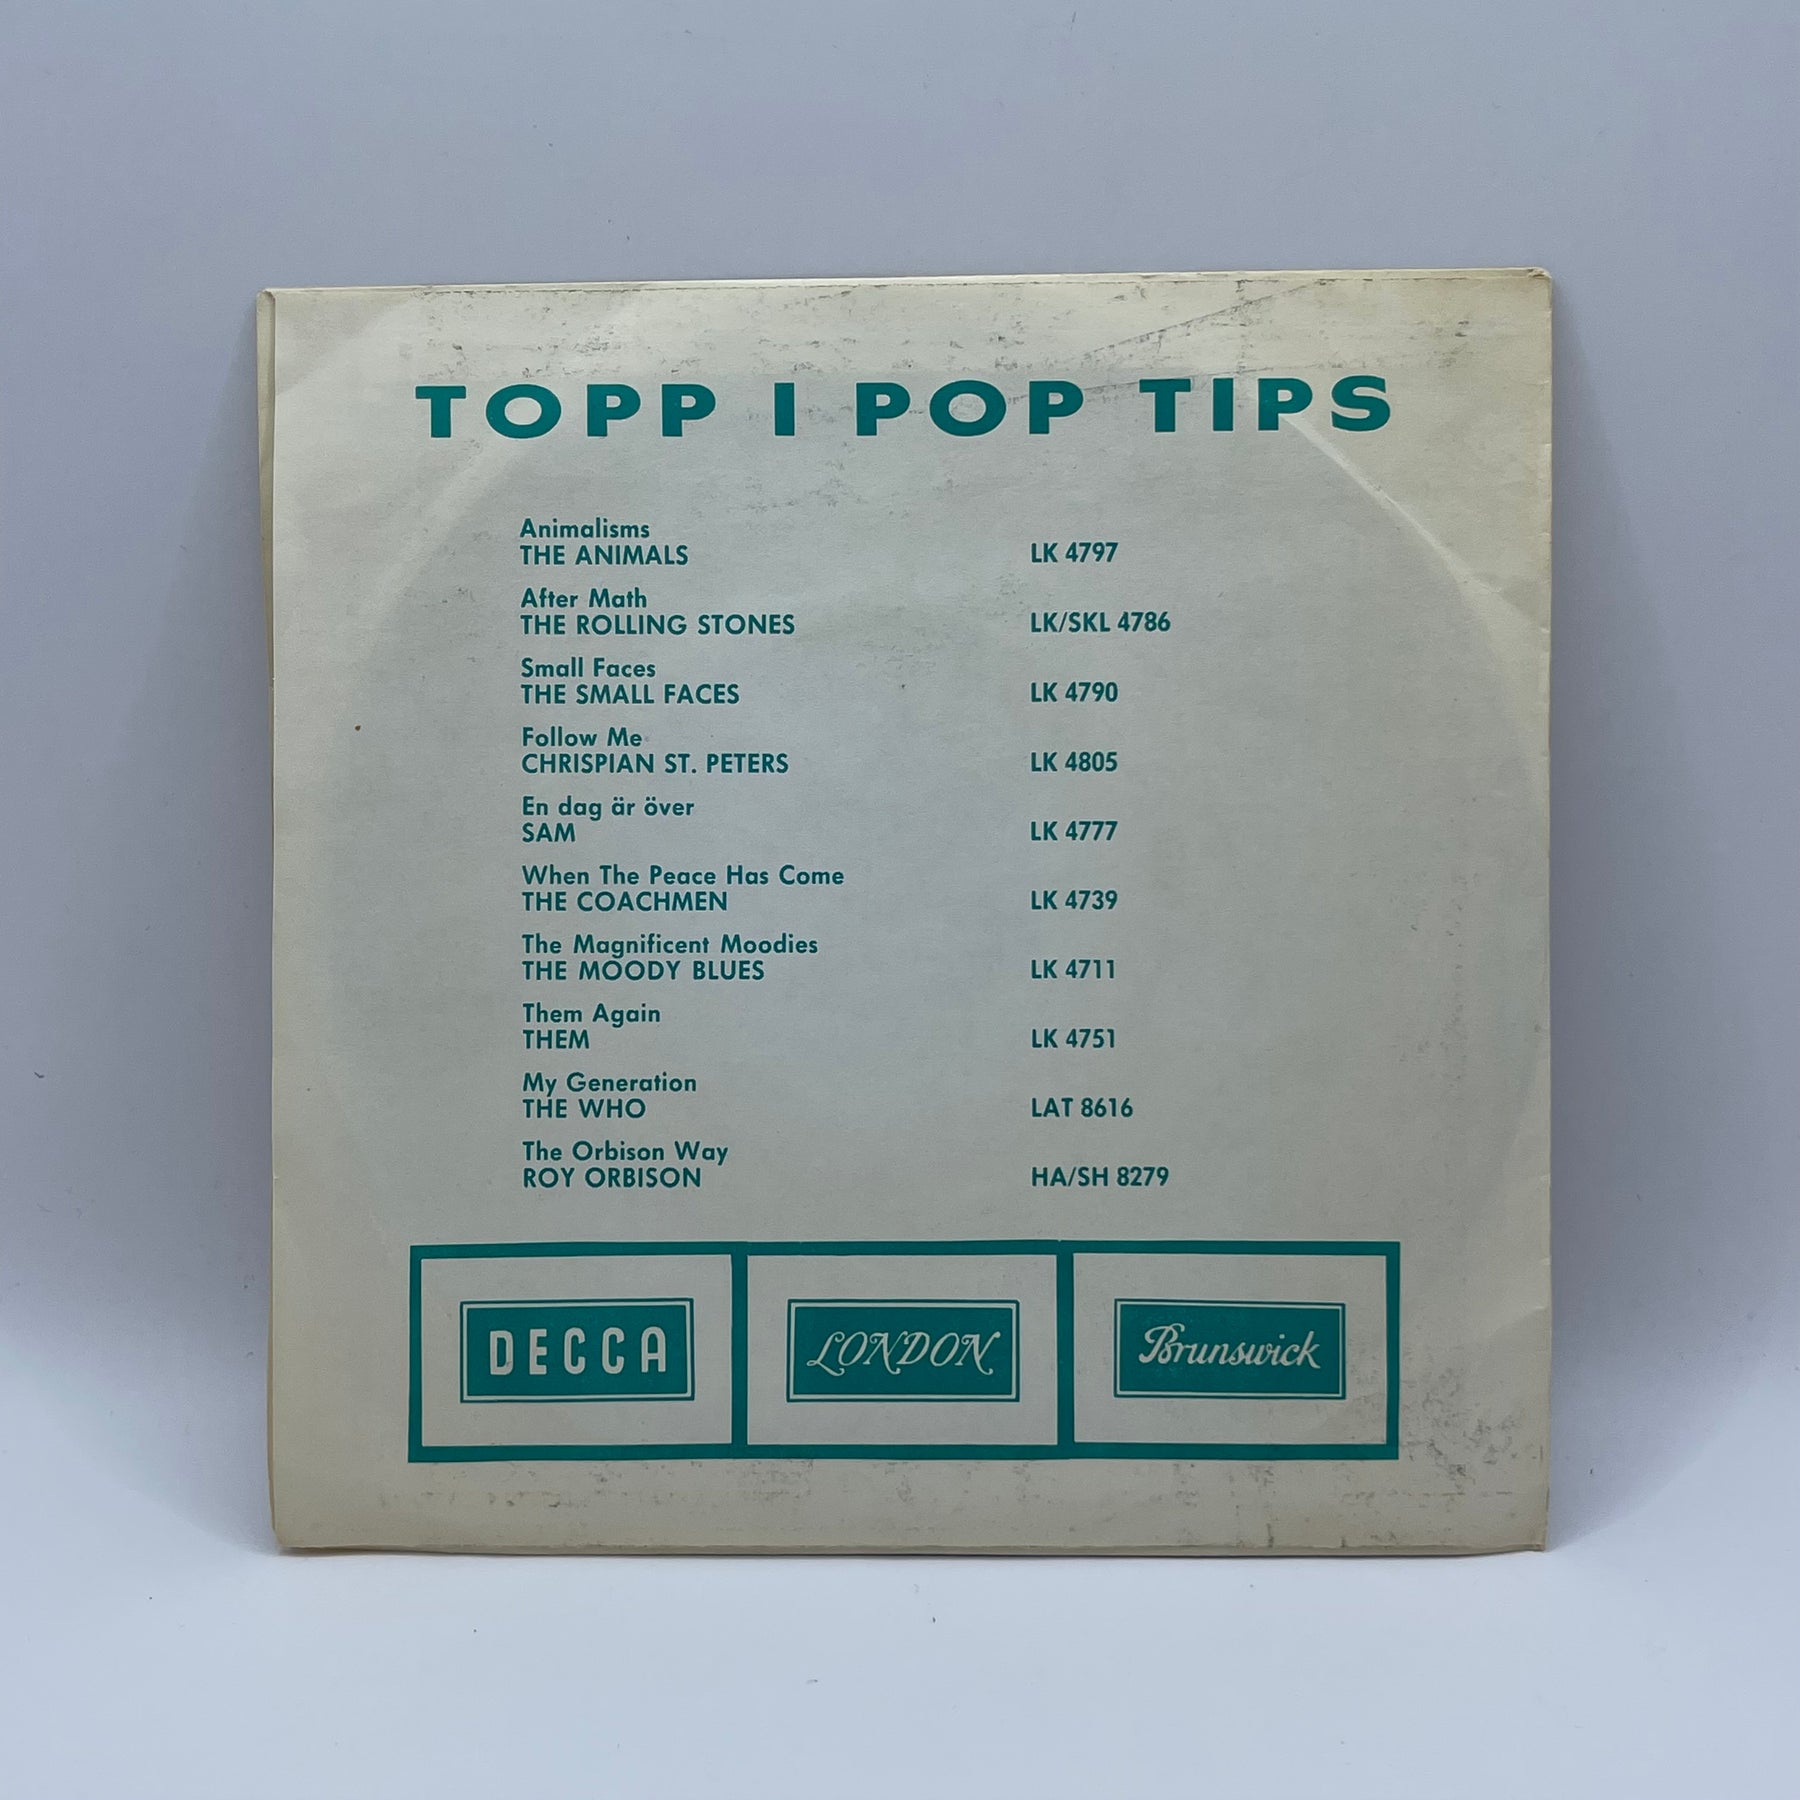 TOPP I POP TIPS
Animalisms
THE ANIMALS LK 4797
After Math
THE ROLLING STONES LK/SKL 4786
Small Faces
THE SMALL FACES LK 4790
Follow Me
CHRISPIAN ST. PETERS LK 4805
En dag är över
SAM LK 4777
When The Peace Has Come
THE COACHMEN LK 4739
The Magnificent Moodies
THE MOODY BLUES LK 4711
Them Again
THEM LK 4751
My Generation
THE WHO LAT 8616
The Orbison Way
ROY ORBISON HA/SH 8279
DECCA LONDON Brunswick